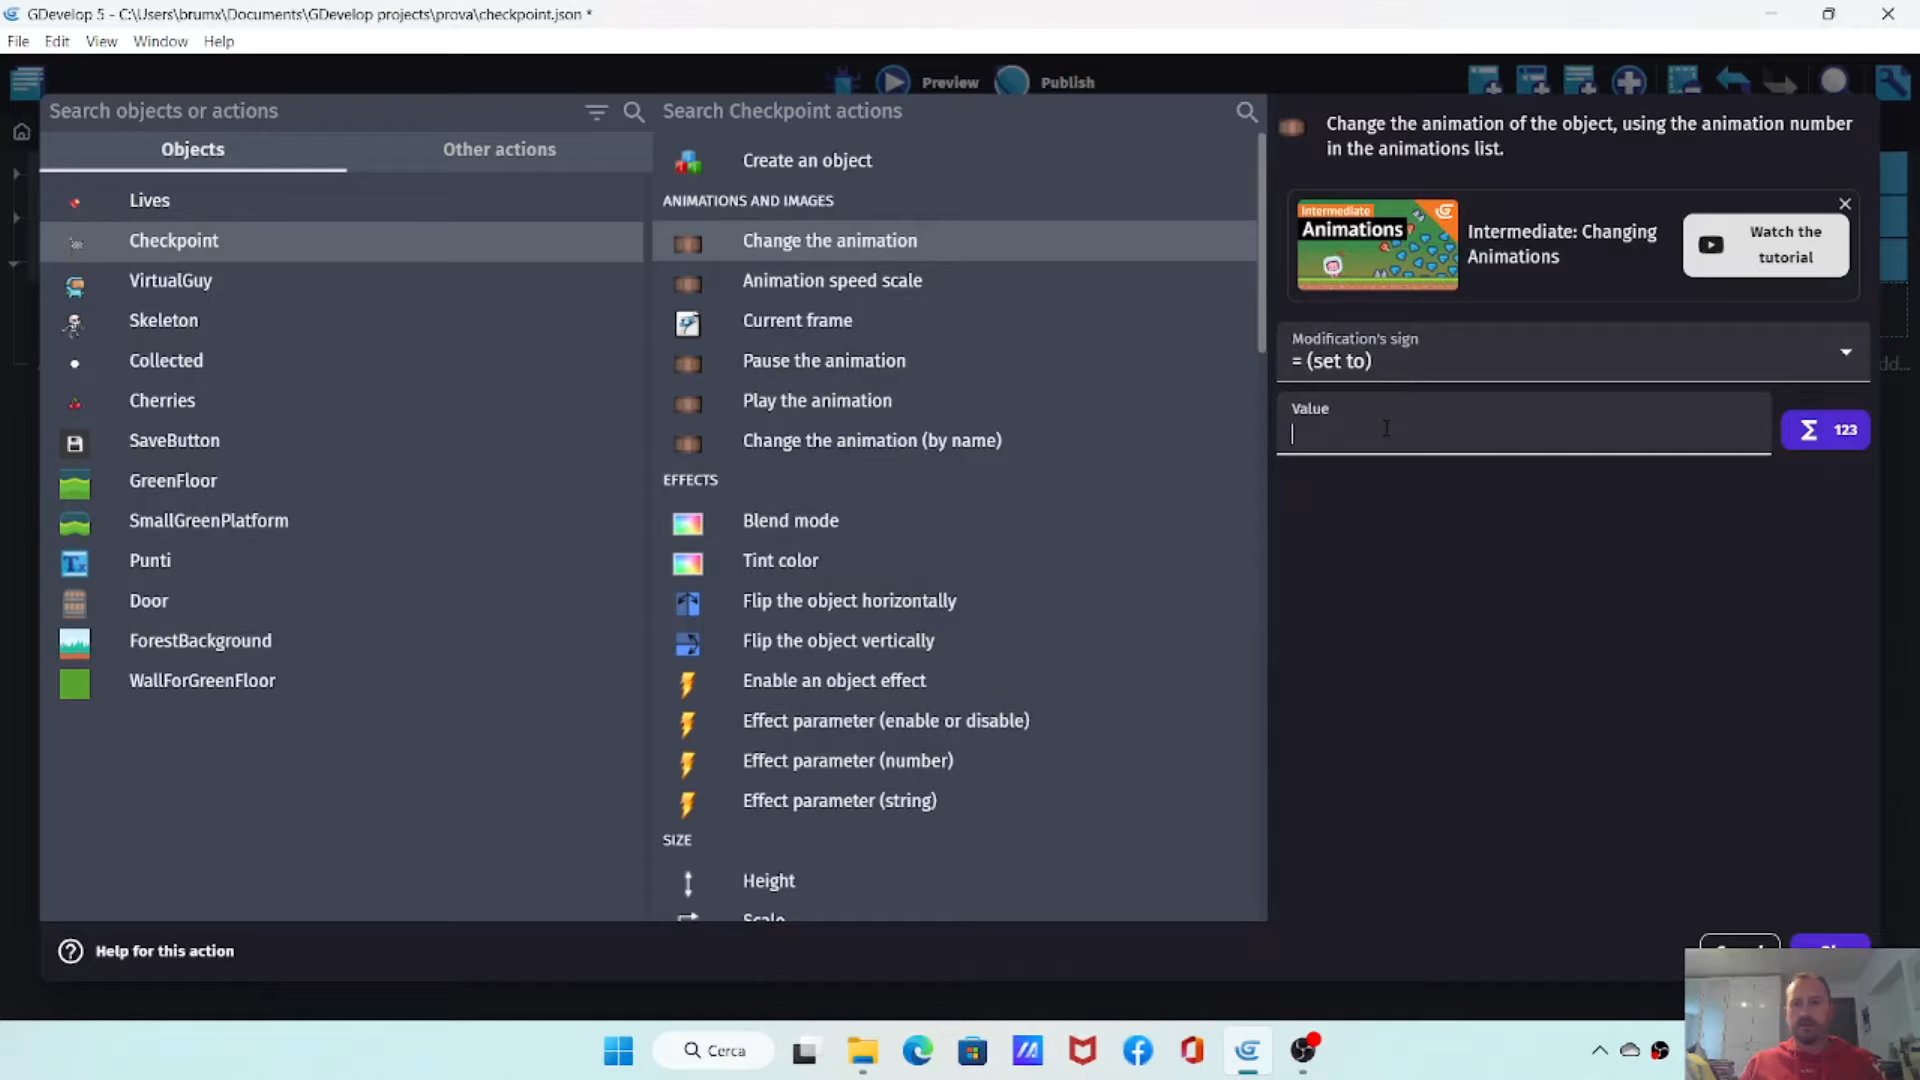 GDevelop 5 - C:\Users\brumx\Documents\GDevelop projects\prova\checkpoint.json *
File Edit View Window Help
Preview Publish
Search objects or actions
Objects Other actions
Lives
Checkpoint
VirtualGuy
Skeleton
Collected
Cherries
SaveButton
GreenFloor
SmallGreenPlatform
Punti
Door
ForestBackground
WallForGreenFloor
Search Checkpoint actions
Create an object
ANIMATIONS AND IMAGES
Change the animation
Animation speed scale
Current frame
Pause the animation
Play the animation
Change the animation (by name)
EFFECTS
Blend mode
Tint color
Flip the object horizontally
Flip the object vertically
Enable an object effect
Effect parameter (enable or disable)
Effect parameter (number)
Effect parameter (string)
SIZE
Height
Scale
Change the animation of the object, using the animation number
in the animations list.
Intermediate
Animations
Intermediate: Changing
Animations
Watch the
tutorial
Modification's sign
= (set to)
Value
Σ 123
Help for this action
Cerca